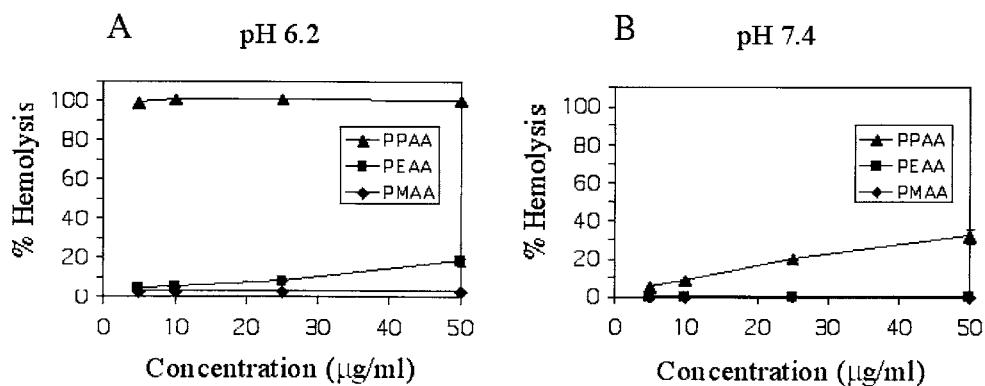 A
pH 6.2
% Hemolysis
100
80
60
40
20
0
PPAA
PEAA
PMAA
0 10 20 30 40 50
Concentration (μg/ml)
B
pH 7.4
% Hemolysis
100
80
60
40
20
0
PPAA
PEAA
PMAA
0 10 20 30 40 50
Concentration (μg/ml)